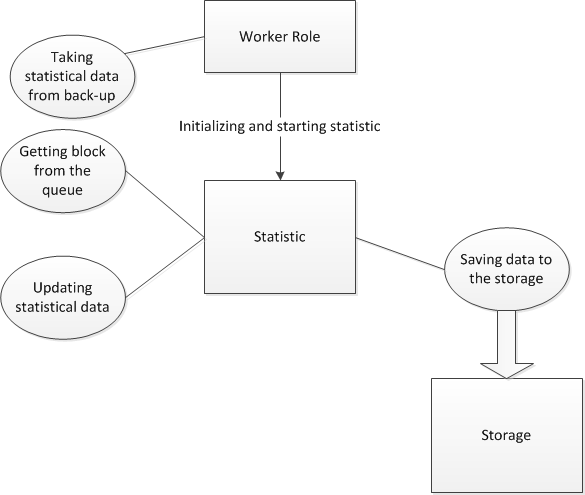 Worker Role
Taking
statistical data
from back-up
Initializing and starting statistic
Getting block
from the
queue
Statistic
Updating
statistical data
Saving data to
the storage
Storage